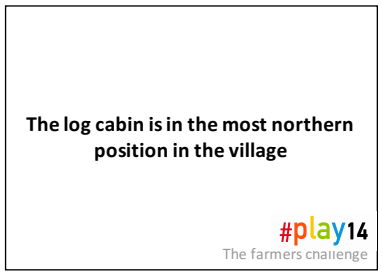 The log cabin is in the most northern
position in the village
#play14
The farmers challenge